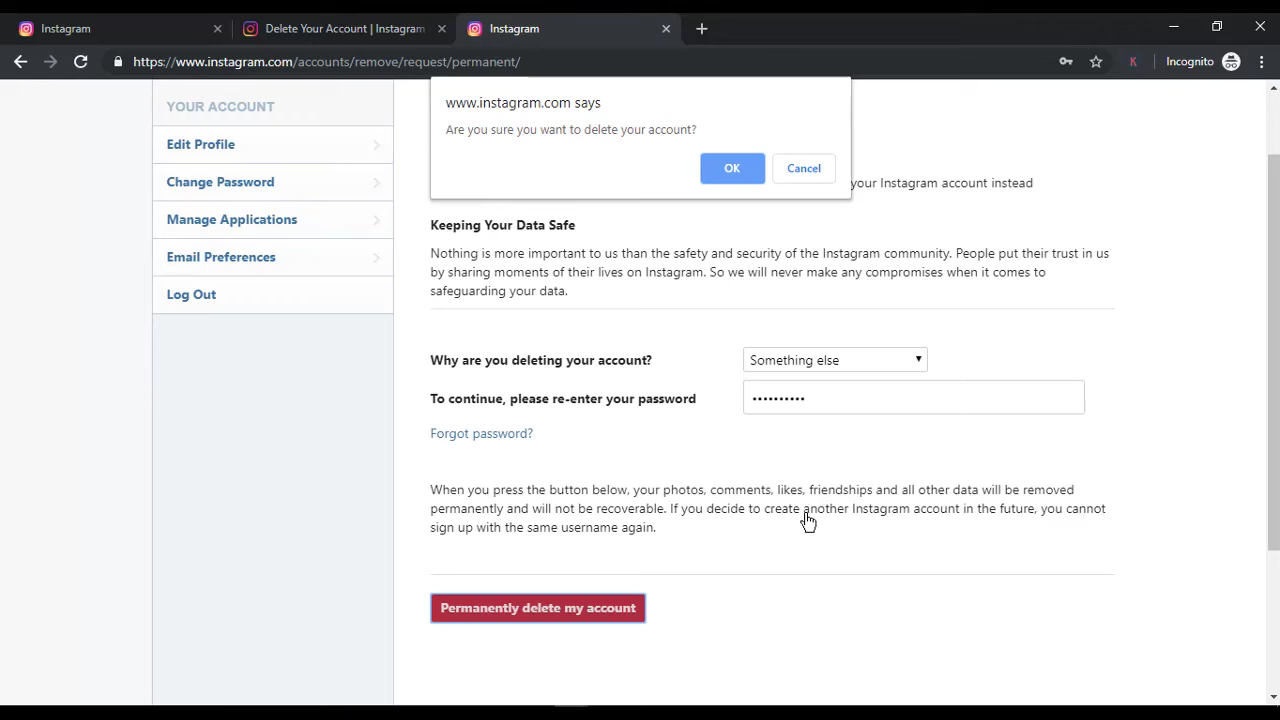 Instagram
Delete Your Account | Instagram
Instagram
https://www.instagram.com/accounts/remove/request/permanent/
K
Incognito
www.instagram.com says
Are you sure you want to delete your account?
OK
Cancel
YOUR ACCOUNT
Edit Profile
Change Password
Manage Applications
Email Preferences
Log Out
your Instagram account instead
Keeping Your Data Safe
Nothing is more important to us than the safety and security of the Instagram community. People put their trust in us
by sharing moments of their lives on Instagram. So we will never make any compromises when it comes to
safeguarding your data.
Why are you deleting your account?
Something else
To continue, please re-enter your password
••••••••••
Forgot password?
When you press the button below, your photos, comments, likes, friendships and all other data will be removed
permanently and will not be recoverable. If you decide to create another Instagram account in the future, you cannot
sign up with the same username again.
Permanently delete my account